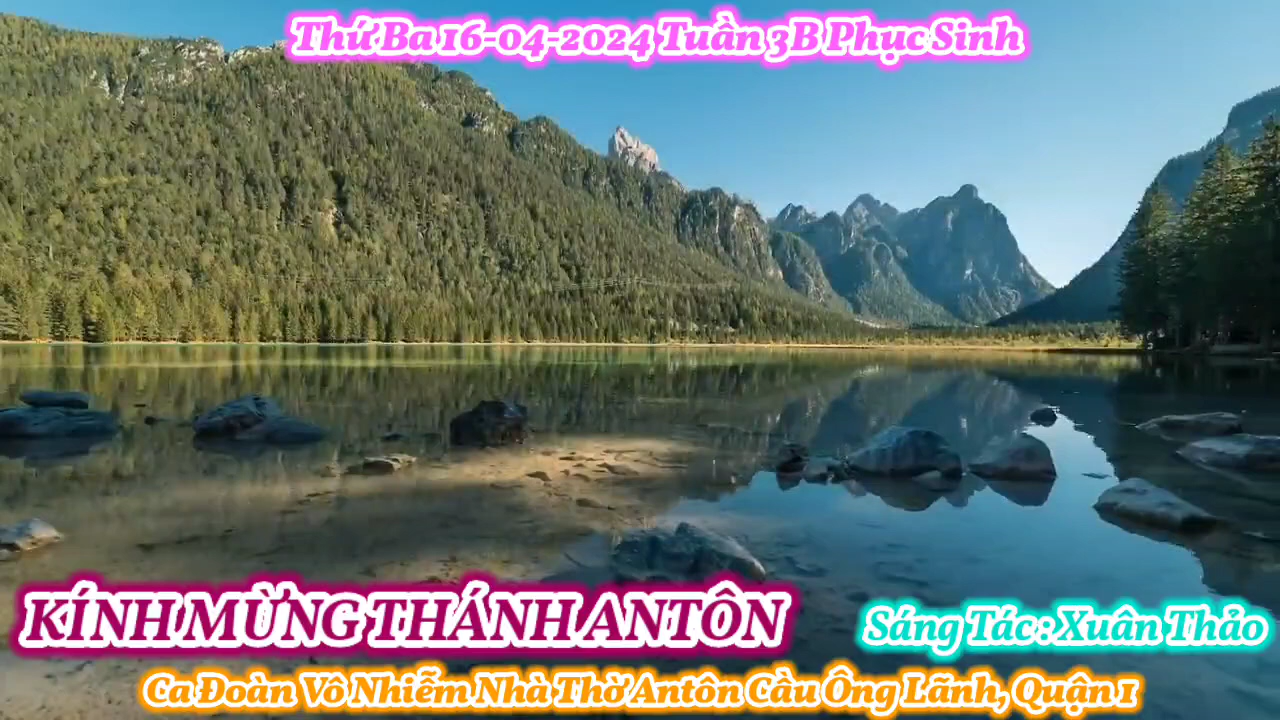 Thứ Ba 16-04-2024 Tuần 3B Phục Sinh
KÍNH MỪNG THÁNH ANTÔN
Sáng Tác : Xuân Thảo
Ca Đoàn Vô Nhiễm Nhà Thờ Antôn Cầu Ông Lãnh, Quận 1